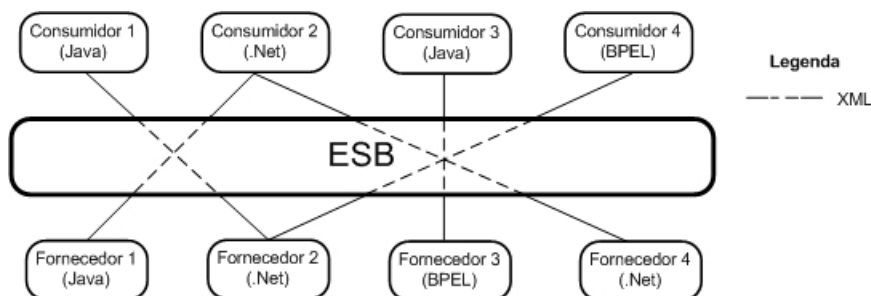 Consumidor 1
(Java)
Consumidor 2
(.Net)
Consumidor 3
(Java)
Consumidor 4
(BPEL)
Legenda
XML
ESB
Fornecedor 1
(Java)
Fornecedor 2
(.Net)
Fornecedor 3
(BPEL)
Fornecedor 4
(.Net)